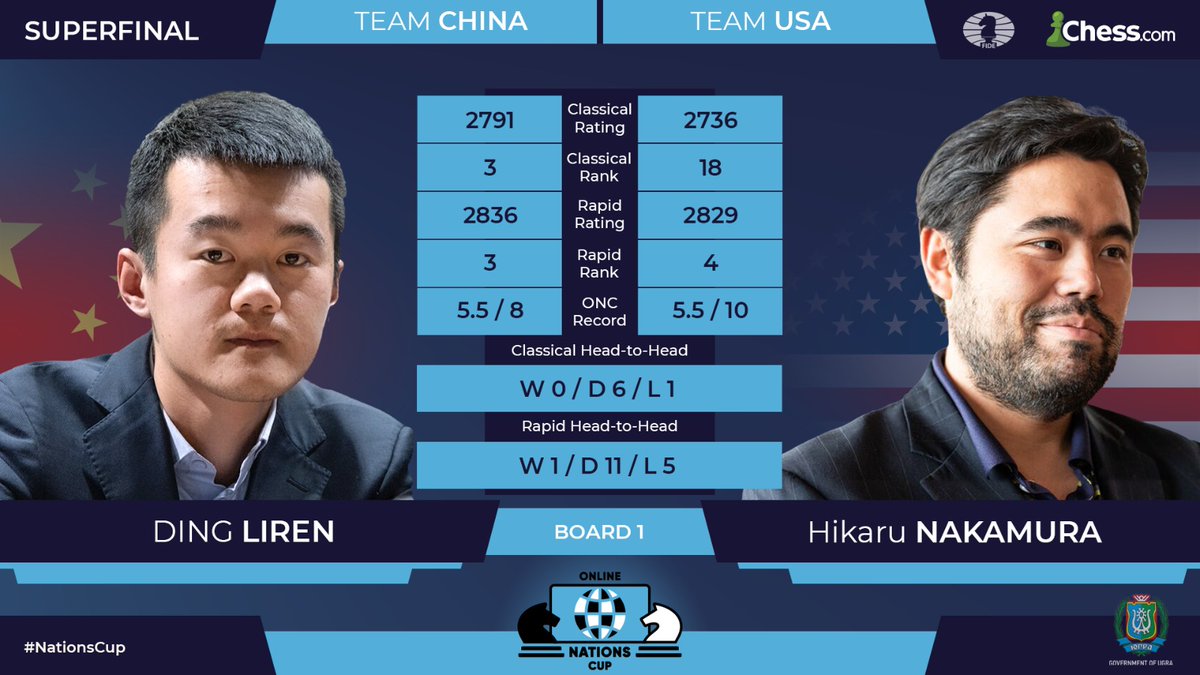 SUPERFINAL
TEAM CHINA
TEAM USA
FIDE
Chess.com
2791 Classical Rating 2736
3 Classical Rank 18
2836 Rapid Rating 2829
3 Rapid Rank 4
5.5 / 8 ONC Record 5.5 / 10
Classical Head-to-Head
W 0 / D 6 / L 1
Rapid Head-to-Head
W 1 / D 11 / L 5
DING LIREN
BOARD 1
Hikaru NAKAMURA
ONLINE
NATIONS
CUP
#NationsCup
GOVERNMENT OF UGRA